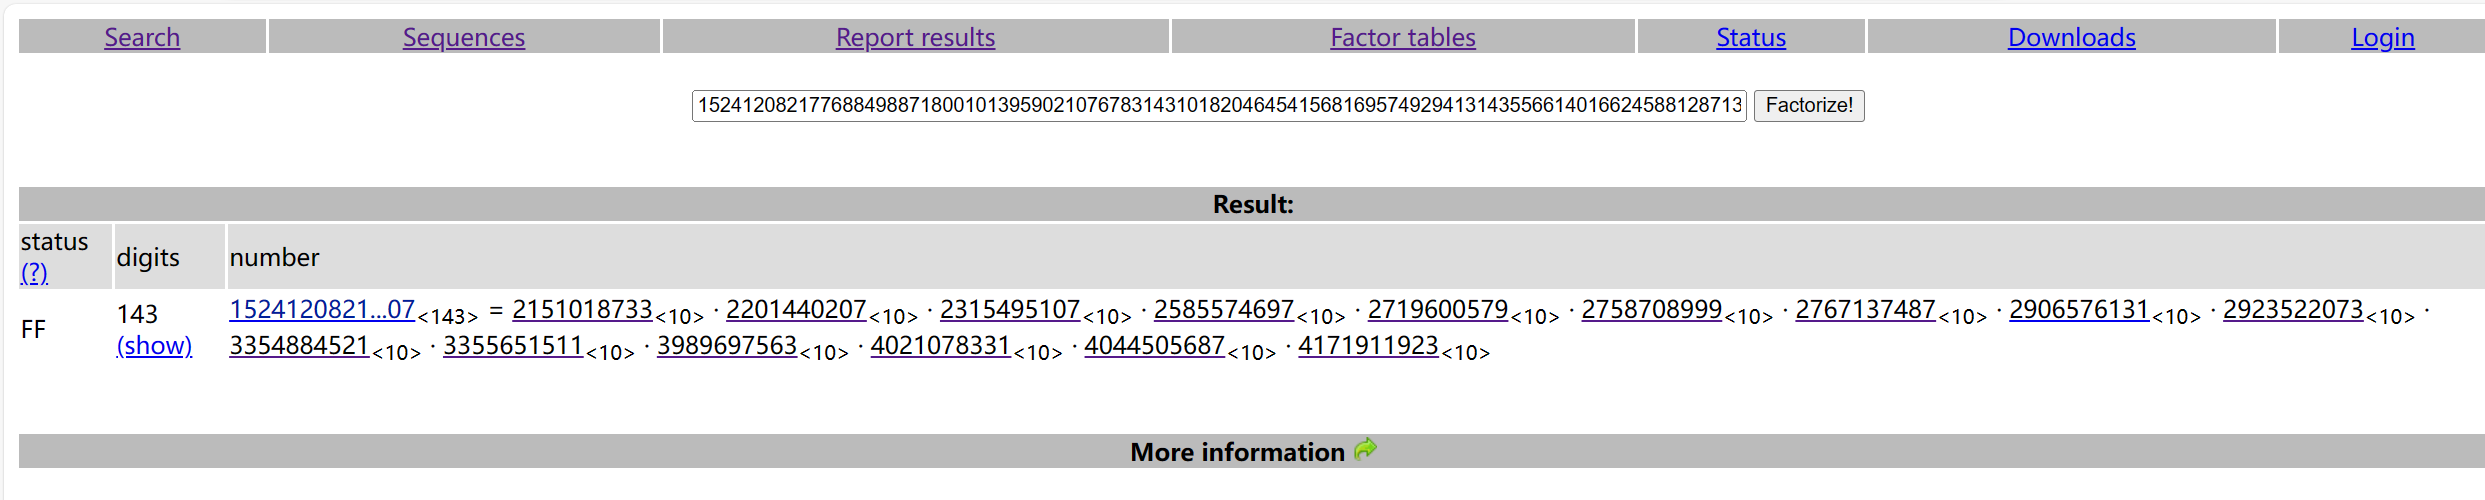 Search Sequences Report results Factor tables Status Downloads Login
1524120821776884988718001013959021076783143101820464541568169574929413143556614016624588128713 Factorize!
Result:
status (?) digits number
FF 143 (show) 1524120821...07<143> = 2151018733<10> · 2201440207<10> · 2315495107<10> · 2585574697<10> · 2719600579<10> · 2758708999<10> · 2767137487<10> · 2906576131<10> · 2923522073<10> ·
3354884521<10> · 3355651511<10> · 3989697563<10> · 4021078331<10> · 4044505687<10> · 4171911923<10>
More information